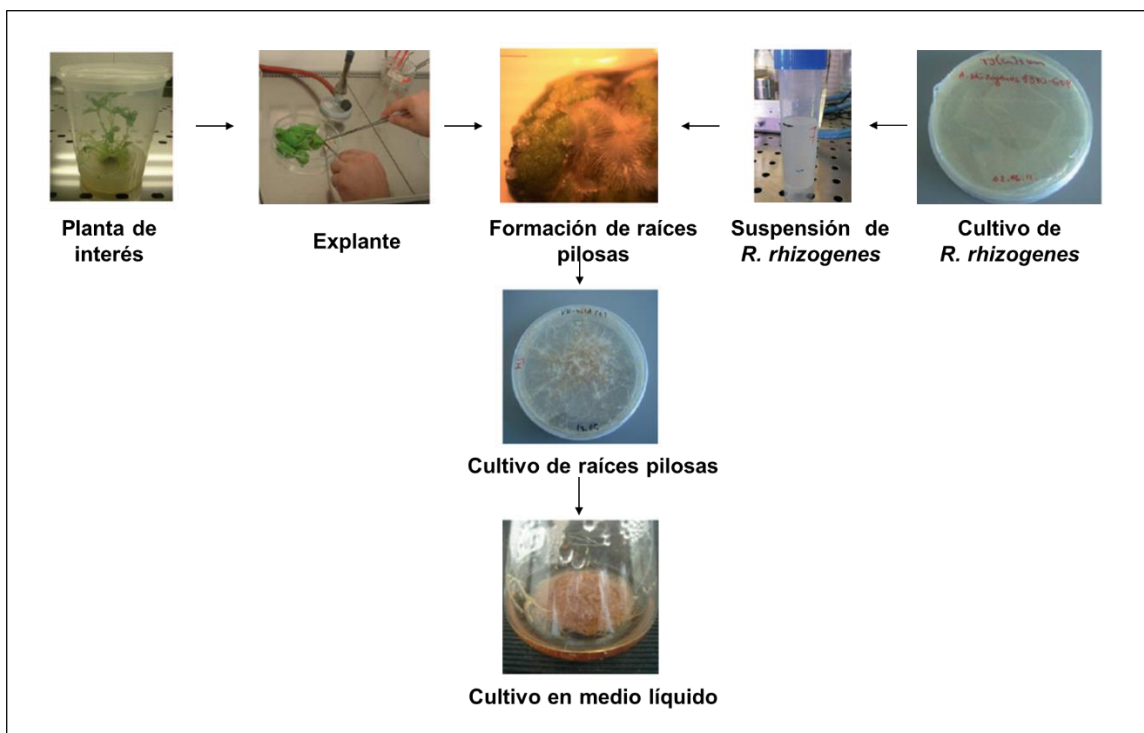 Planta de
interés
Explante
Formación de raíces
pilosas
Suspensión de
R. rhizogenes
Cultivo de
R. rhizogenes
Cultivo de raíces pilosas
Cultivo en medio líquido